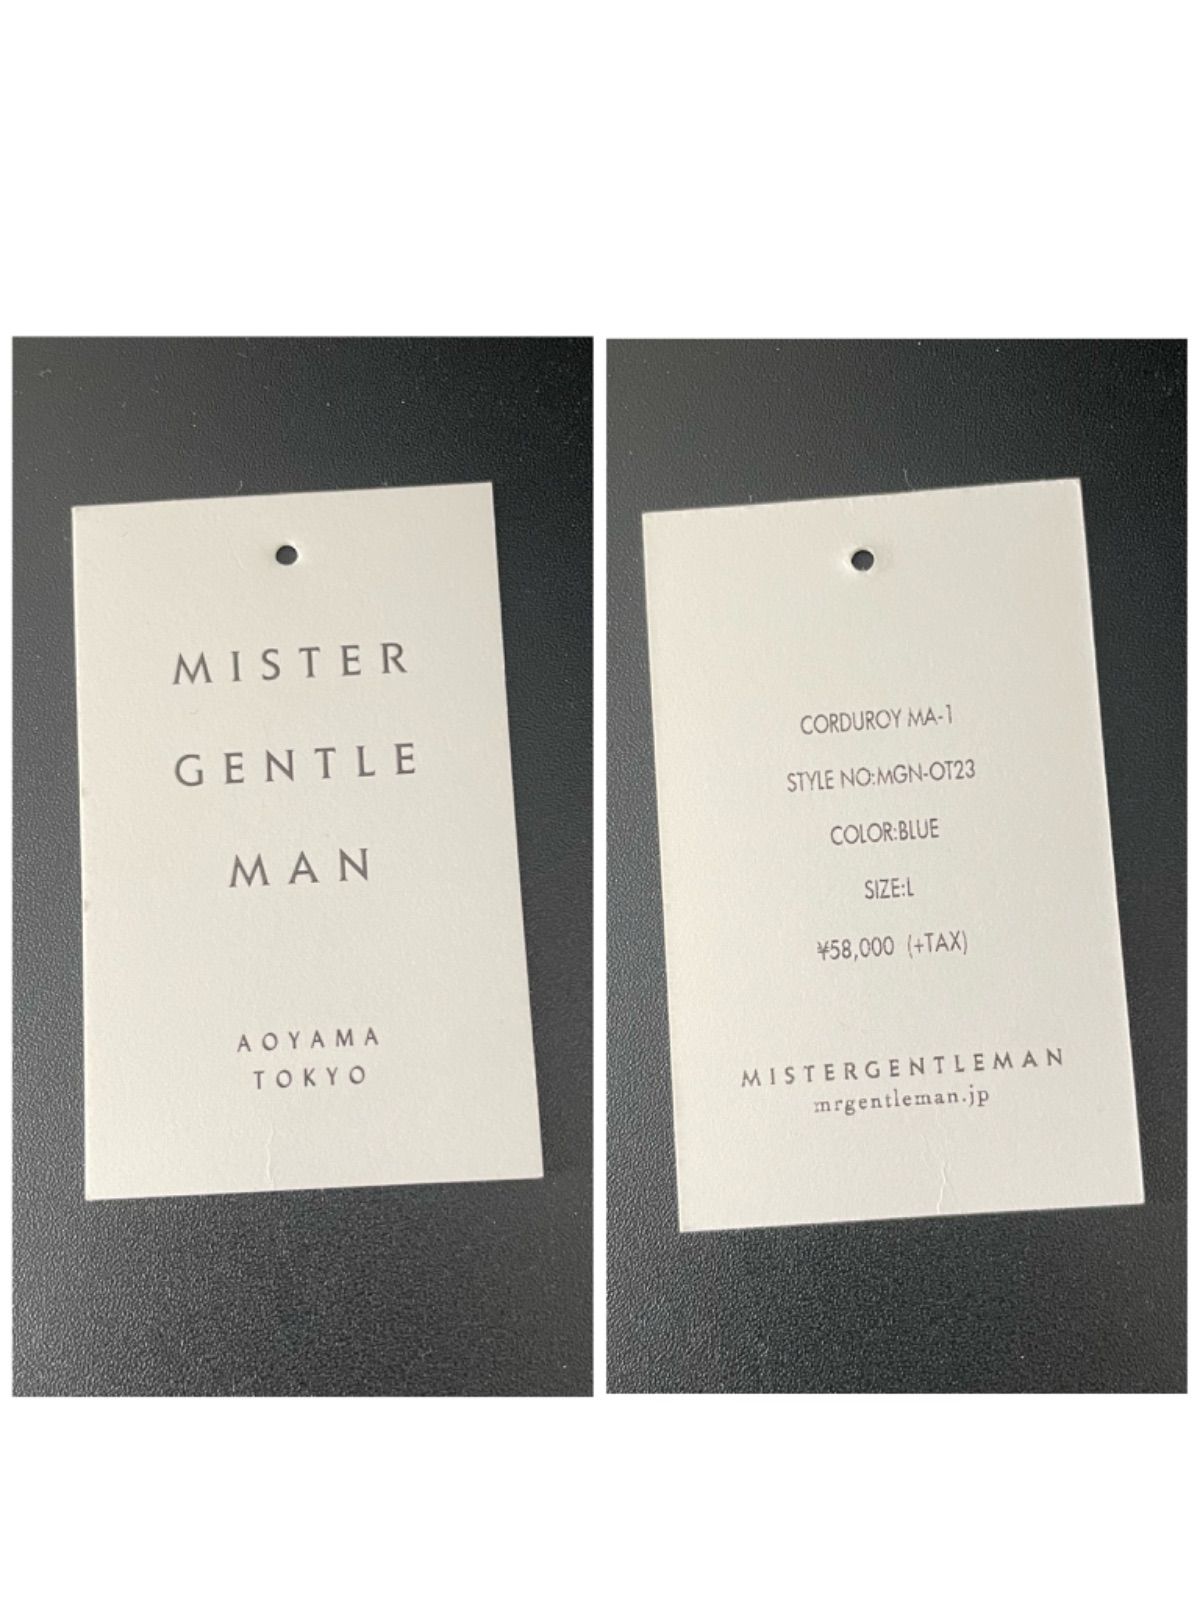 MISTER
GENTLE
MAN
AOYAMA
TOKYO
CORDUROY MA-1
STYLE NO:MGN-OT23
COLOR:BLUE
SIZE:L
¥58,000 (+TAX)
MISTERGENTLEMAN
mrgentleman.jp